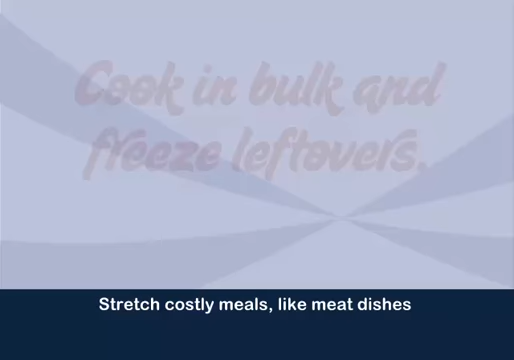 Cook in bulk and
freeze leftovers.
Stretch costly meals, like meat dishes